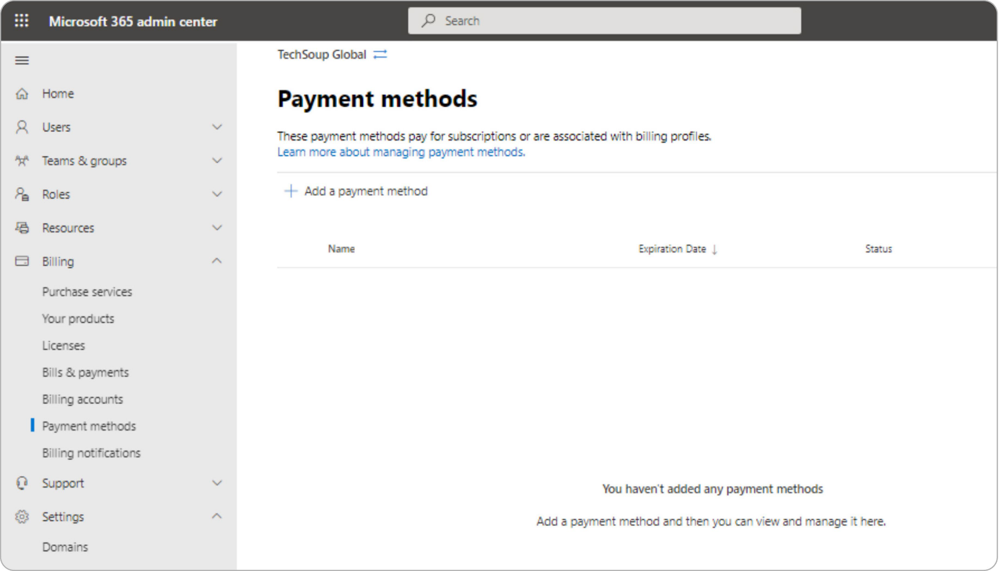 Microsoft 365 admin center
Search
Home
Users
Teams & groups
Roles
Resources
Billing
Purchase services
Your products
Licenses
Bills & payments
Billing accounts
Payment methods
Billing notifications
Support
Settings
Domains
TechSoup Global
Payment methods
These payment methods pay for subscriptions or are associated with billing profiles.
Learn more about managing payment methods.
Add a payment method
Name Expiration Date ↓ Status
You haven't added any payment methods
Add a payment method and then you can view and manage it here.